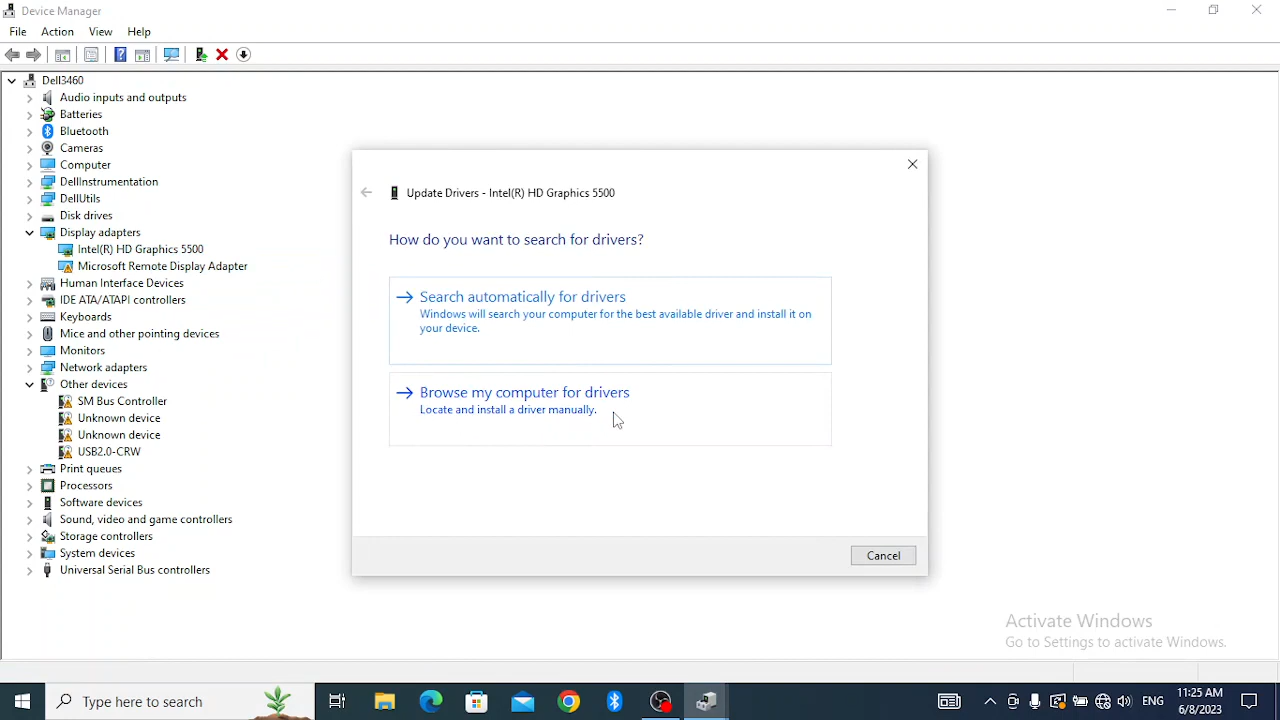 Device Manager
File Action View Help
Dell3460
Audio inputs and outputs
Batteries
Bluetooth
Cameras
Computer
DellInstrumentation
DellUtils
Disk drives
Display adapters
Intel(R) HD Graphics 5500
Microsoft Remote Display Adapter
Human Interface Devices
IDE ATA/ATAPI controllers
Keyboards
Mice and other pointing devices
Monitors
Network adapters
Other devices
SM Bus Controller
Unknown device
Unknown device
USB2.0-CRW
Print queues
Processors
Software devices
Sound, video and game controllers
Storage controllers
System devices
Universal Serial Bus controllers
Update Drivers - Intel(R) HD Graphics 5500
How do you want to search for drivers?
Search automatically for drivers
Windows will search your computer for the best available driver and install it on
your device.
Browse my computer for drivers
Locate and install a driver manually.
Cancel
Activate Windows
Go to Settings to activate Windows.
Type here to search
ENG
11:25 AM
6/8/2023